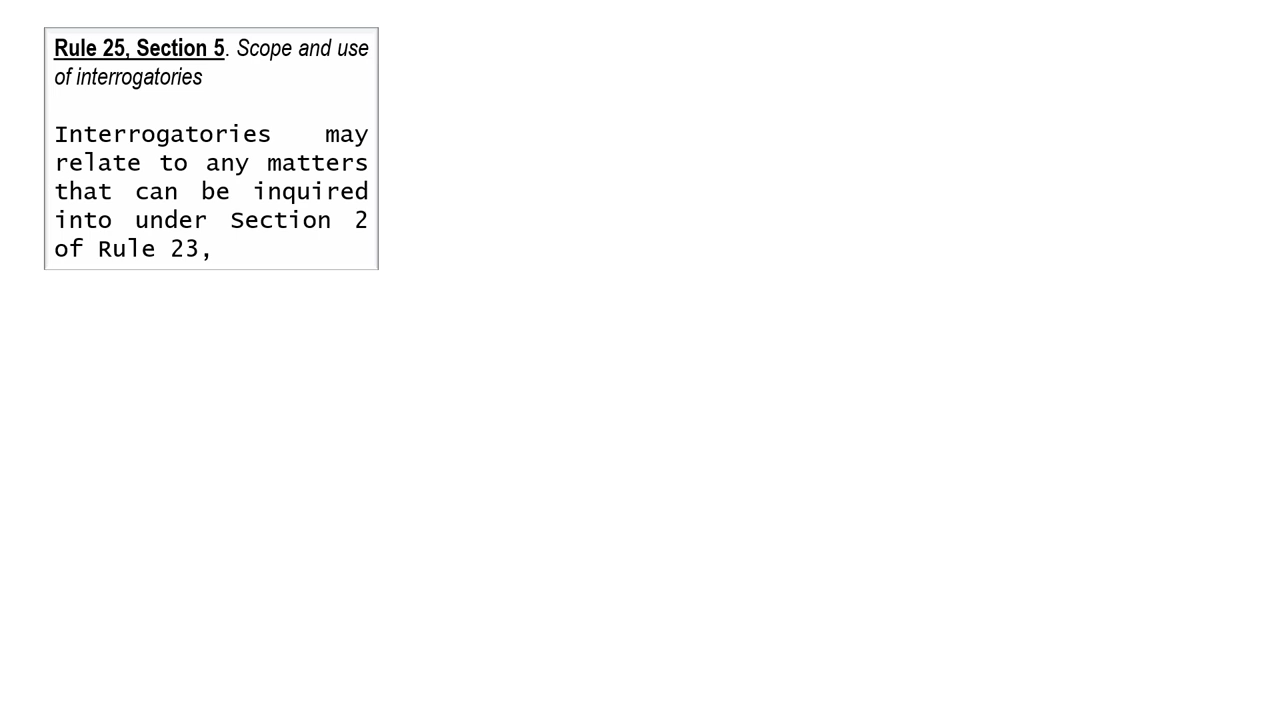 Rule 25, Section 5. Scope and use
of interrogatories
Interrogatories may
relate to any matters
that can be inquired
into under Section 2
of Rule 23,